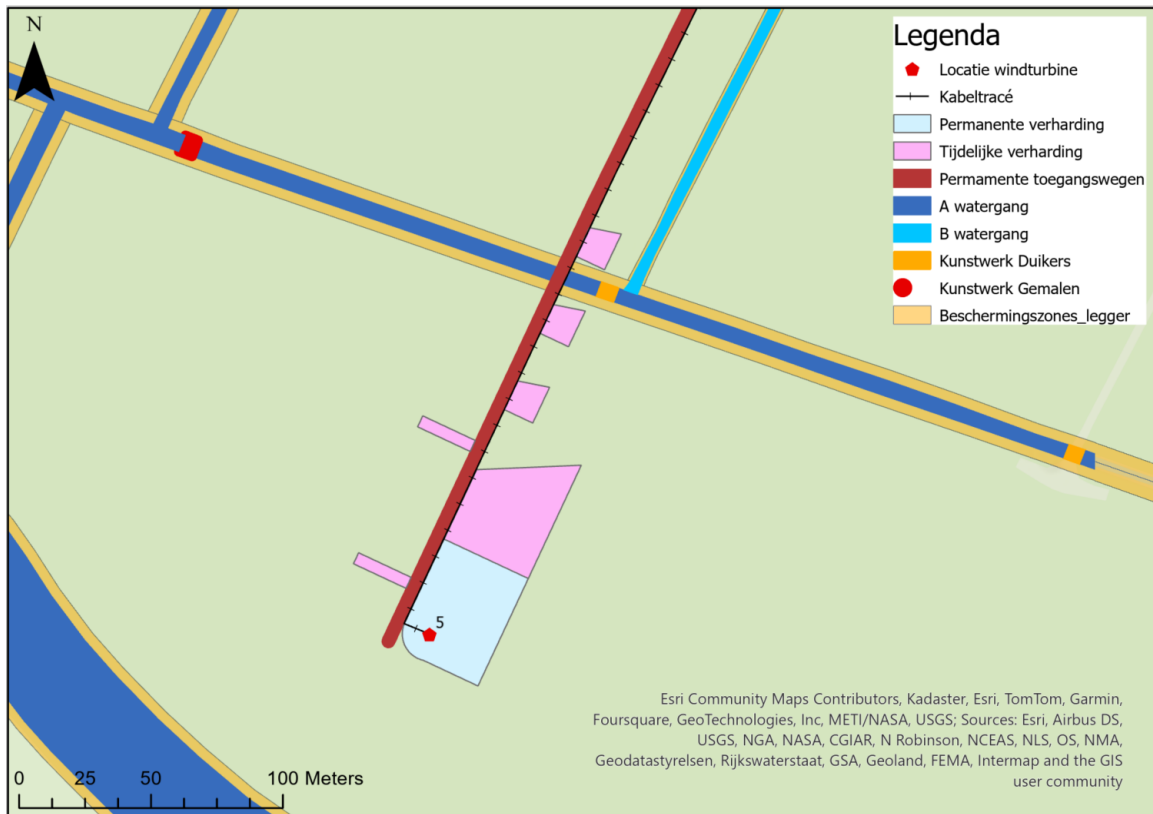 N
Legenda
Locatie windturbine
Kabeltracé
Permanente verharding
Tijdelijke verharding
Permamente toegangswegen
A watergang
B watergang
Kunstwerk Duikers
Kunstwerk Gemalen
Beschermingszones_legger
5
Esri Community Maps Contributors, Kadaster, Esri, TomTom, Garmin,
Foursquare, GeoTechnologies, Inc, METI/NASA, USGS; Sources: Esri, Airbus DS,
USGS, NGA, NASA, CGIAR, N Robinson, NCEAS, NLS, OS, NMA,
Geodatastyrelsen, Rijkswaterstaat, GSA, Geoland, FEMA, Intermap and the GIS
user community
0 25 50 100 Meters